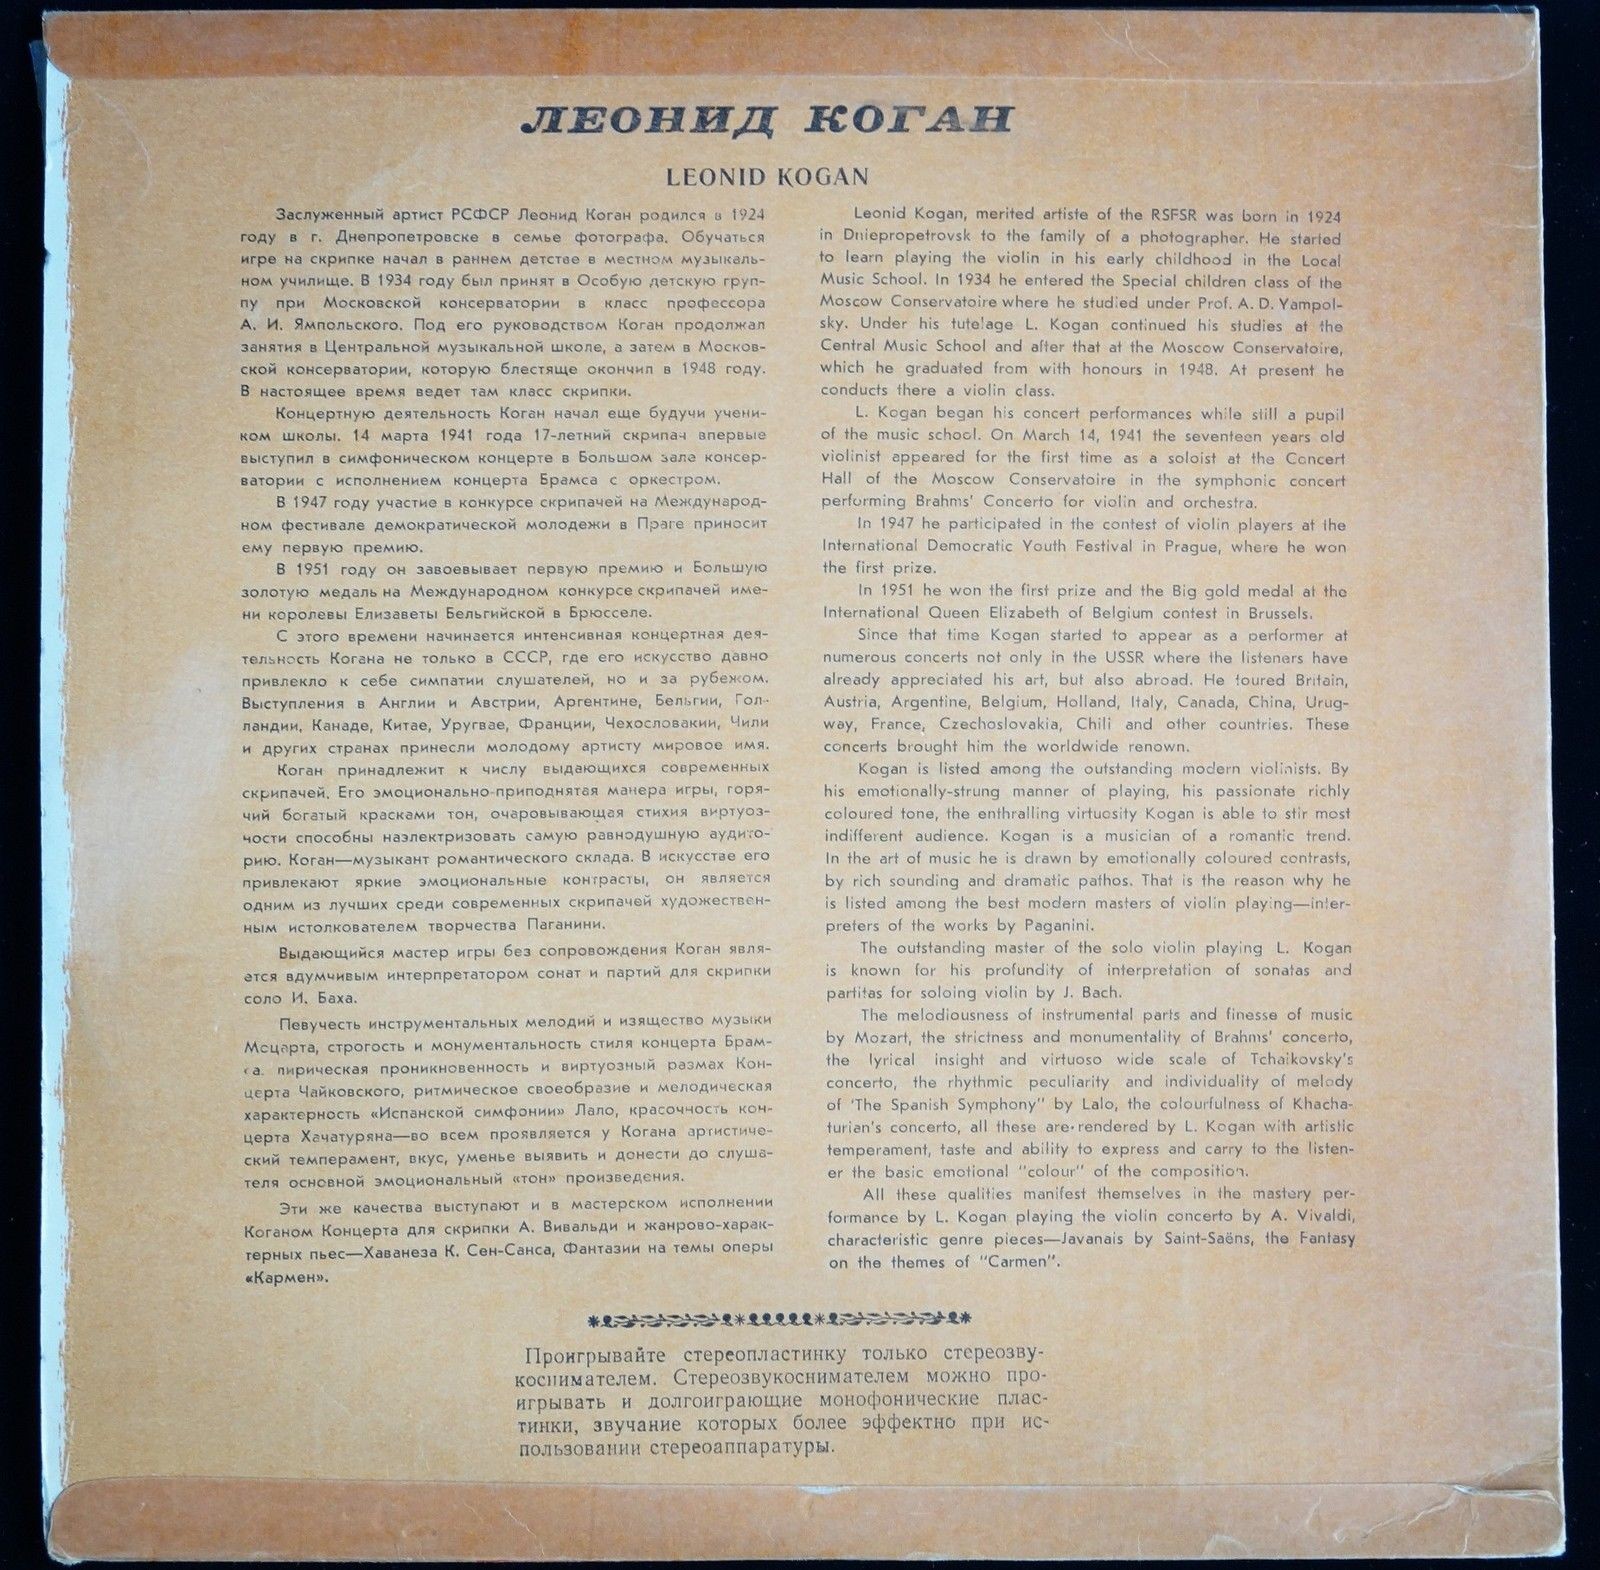 ЛЕОНИД КОГАН
LEONID KOGAN
Заслуженный артист РСФСР Леонид Коган родился в 1924
году в г. Днепропетровске в семье фотографа. Обучаться
игре на скрипке начал в раннем детстве в местном музыкаль-
ном училище. В 1934 году был принят в Особую детскую груп-
пу при Московской консерватории в класс профессора
А. И. Ямпольского. Под его руководством Коган продолжал
занятия в Центральной музыкальной школе, а затем в Москов-
ской консерватории, которую блестяще окончил в 1948 году.
В настоящее время ведет там класс скрипки.
Концертную деятельность Коган начал еще будучи учени-
ком школы. 14 марта 1941 года 17-летний скрипач впервые
выступил в симфоническом концерте в Большом зале консер-
ватории с исполнением концерта Брамса с оркестром.
В 1947 году участие в конкурсе скрипачей на Международ-
ном фестивале демократической молодежи в Праге приносит
ему первую премию.
В 1951 году он завоевывает первую премию и Большую
золотую медаль на Международном конкурсе скрипачей име-
ни королевы Елизаветы Бельгийской в Брюсселе.
С этого времени начинается интенсивная концертная дея-
тельность Когана не только в СССР, где его искусство давно
привлекло к себе симпатии слушателей, но и за рубежом.
Выступления в Англии и Австрии, Аргентине, Бельгии, Гол-
ландии, Канаде, Китае, Уругвае, Франции, Чехословакии, Чили
и других странах принесли молодому артисту мировое имя.
Коган принадлежит к числу выдающихся современных
скрипачей. Его эмоционально-приподнятая манера игры, горя-
чий богатый красками тон, очаровывающая стихия виртуоз-
ности способны наэлектризовать самую равнодушную аудито-
рию. Коган—музыкант романтического склада. В искусстве его
привлекают яркие эмоциональные контрасты, он является
одним из лучших среди современных скрипачей художествен-
ным истолкователем творчества Паганини.
Выдающийся мастер игры без сопровождения Коган явля-
ется вдумчивым интерпретатором сонат и партий для скрипки
соло И. Баха.
Певучесть инструментальных мелодий и изящество музыки
Моцарта, строгость и монументальность стиля концерта Брам-
са, лирическая проникновенность и виртуозный размах Кон-
церта Чайковского, ритмическое своеобразие и мелодическая
характерность «Испанской симфонии» Лало, красочность кон-
церта Хачатуряна—во всем проявляется у Когана артистиче-
ский темперамент, вкус, уменье выявить и донести до слуша-
теля основной эмоциональный «тон» произведения.
Эти же качества выступают и в мастерском исполнении
Коганом Концерта для скрипки А. Вивальди и жанрово-харак-
терных пьес—Хаванеза К. Сен-Санса, Фантазии на темы оперы
«Кармен».
Leonid Kogan, merited artiste of the RSFSR was born in 1924
in Dniepropetrovsk to the family of a photographer. He started
to learn playing the violin in his early childhood in the Local
Music School. In 1934 he entered the Special children class of the
Moscow Conservatoire where he studied under Prof. A. D. Yampol-
sky. Under his tutelage L. Kogan continued his studies at the
Central Music School and after that at the Moscow Conservatoire,
which he graduated from with honours in 1948. At present he
conducts there a violin class.
L. Kogan began his concert performances while still a pupil
of the music school. On March 14, 1941 the seventeen years old
violinist appeared for the first time as a soloist at the Concert
Hall of the Moscow Conservatoire in the symphonic concert
performing Brahms' Concerto for violin and orchestra.
In 1947 he participated in the contest of violin players at the
International Democratic Youth Festival in Prague, where he won
the first prize.
In 1951 he won the first prize and the Big gold medal at the
International Queen Elizabeth of Belgium contest in Brussels.
Since that time Kogan started to appear as a performer at
numerous concerts not only in the USSR where the listeners have
already appreciated his art, but also abroad. He toured Britain,
Austria, Argentine, Belgium, Holland, Italy, Canada, China, Urug-
way, France, Czechoslovakia, Chili and other countries. These
concerts brought him the worldwide renown.
Kogan is listed among the outstanding modern violinists. By
his emotionally-strung manner of playing, his passionate richly
coloured tone, the enthralling virtuosity Kogan is able to stir most
indifferent audience. Kogan is a musician of a romantic trend.
In the art of music he is drawn by emotionally coloured contrasts,
by rich sounding and dramatic pathos. That is the reason why he
is listed among the best modern masters of violin playing—inter-
preters of the works by Paganini.
The outstanding master of the solo violin playing L. Kogan
is known for his profundity of interpretation of sonatas and
partitas for soloing violin by J. Bach.
The melodiousness of instrumental parts and finesse of music
by Mozart, the strictness and monumentality of Brahms' concerto,
the lyrical insight and virtuoso wide scale of Tchaikovsky's
concerto, the rhythmic peculiarity and individuality of melody
of 'The Spanish Symphony" by Lalo, the colourfulness of Khacha-
turian's concerto, all these are rendered by L. Kogan with artistic
temperament, taste and ability to express and carry to the listen-
er the basic emotional "colour" of the composition.
All these qualities manifest themselves in the mastery per-
formance by L. Kogan playing the violin concerto by A. Vivaldi,
characteristic genre pieces—Javanais by Saint-Saëns, the Fantasy
on the themes of "Carmen".
Проигрывайте стереопластинку только стереозву-
коснимателем. Стереозвукоснимателем можно про-
игрывать и долгоиграющие монофонические плас-
тинки, звучание которых более эффектно при ис-
пользовании стереоаппаратуры.